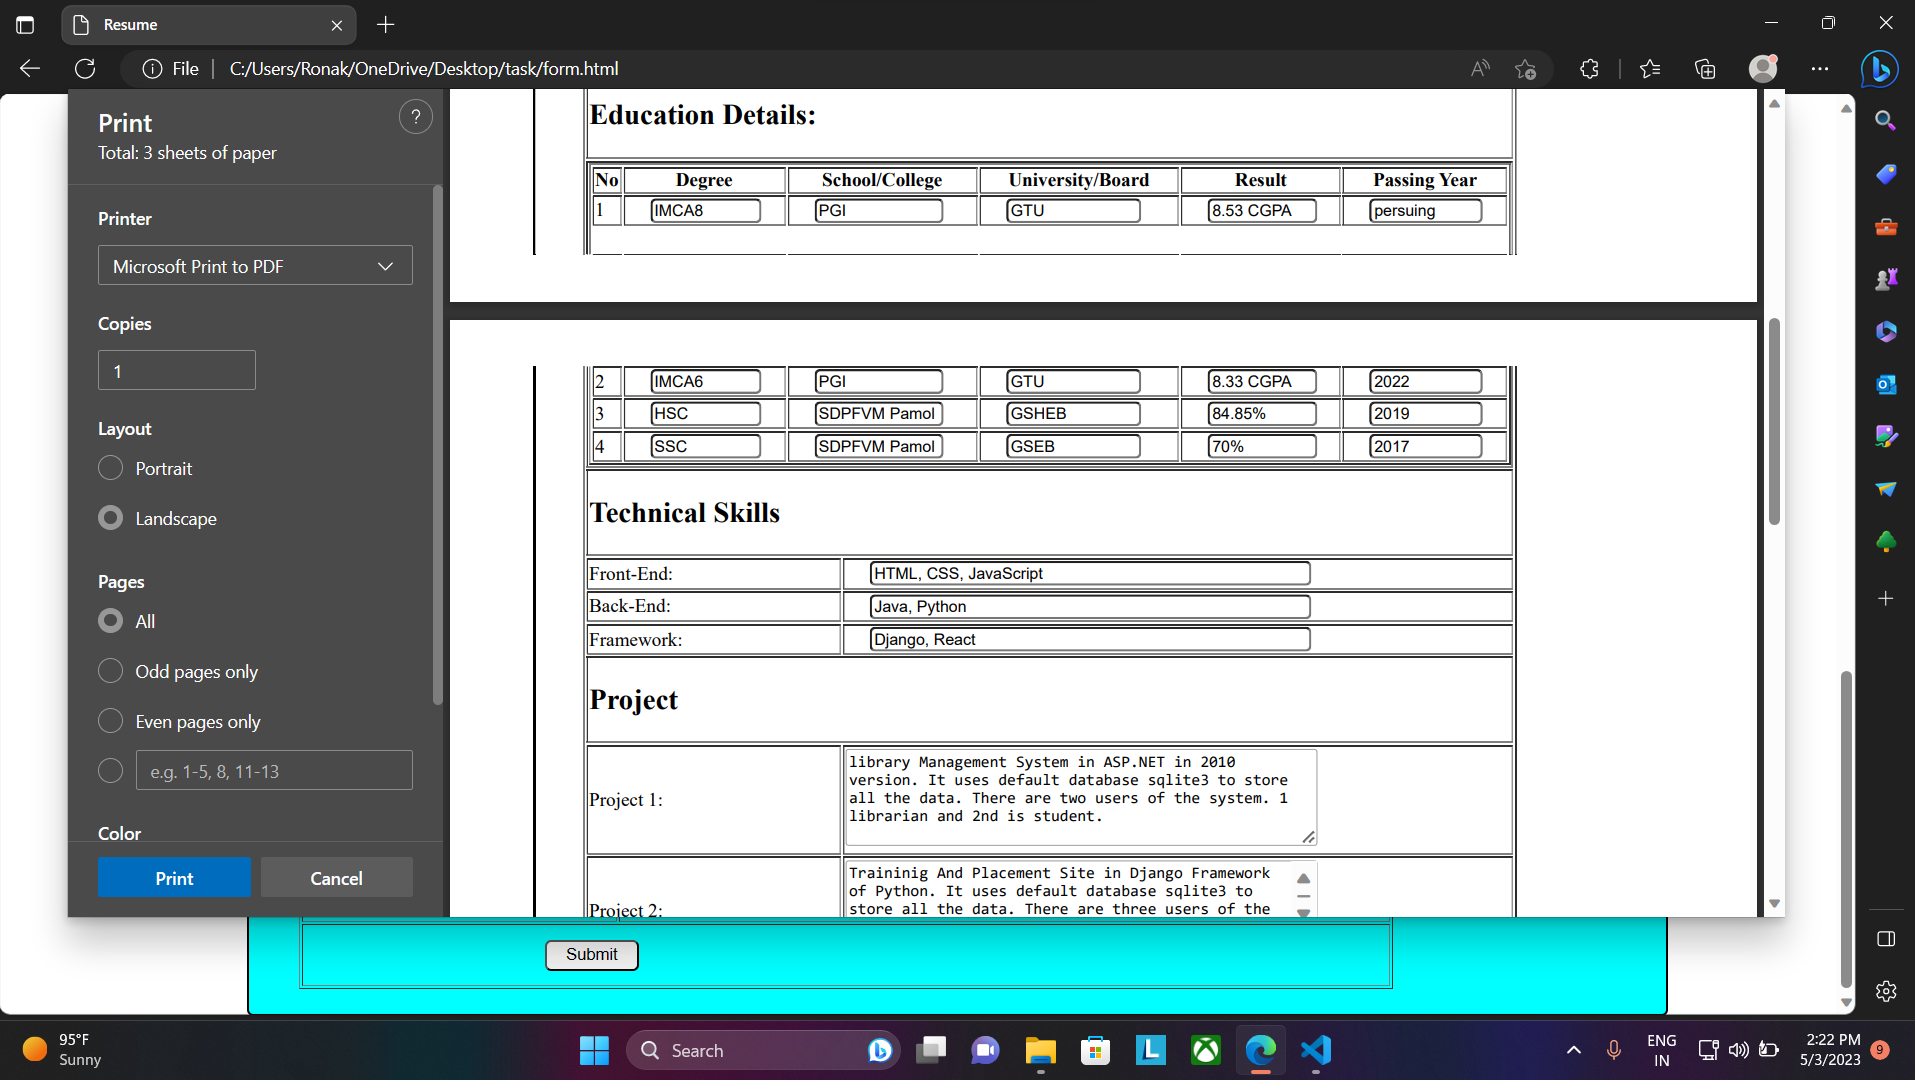 Resume
File
C:/Users/Ronak/OneDrive/Desktop/task/form.html
Print
?
Total: 3 sheets of paper
Printer
Microsoft Print to PDF
Copies
1
Layout
Portrait
Landscape
Pages
All
Odd pages only
Even pages only
e.g. 1-5, 8, 11-13
Color
Print Cancel
Education Details:
No Degree School/College University/Board Result Passing Year
1 IMCA8 PGI GTU 8.53 CGPA persuing
2 IMCA6 PGI GTU 8.33 CGPA 2022
3 HSC SDPFVM Pamol GSHEB 84.85% 2019
4 SSC SDPFVM Pamol GSEB 70% 2017
Technical Skills
Front-End: HTML, CSS, JavaScript
Back-End: Java, Python
Framework: Django, React
Project
Project 1:
library Management System in ASP.NET in 2010
version. It uses default database sqlite3 to store
all the data. There are two users of the system. 1
librarian and 2nd is student.
Project 2:
Traininig And Placement Site in Django Framework
of Python. It uses default database sqlite3 to
store all the data. There are three users of the
Submit
95°F
Sunny
Search
ENG
IN
2:22 PM
5/3/2023
9